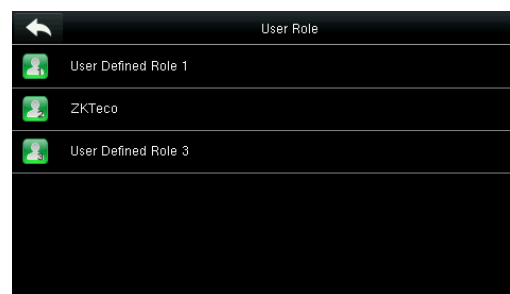 User Role
User Defined Role 1
ZKTeco
User Defined Role 3